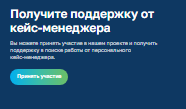 Получите поддержку от
кейс-менеджера
Вы можете принять участие в нашем проекте и получить
поддержку в поиске работы от персонального
кейс-менеджера.
Принять участие